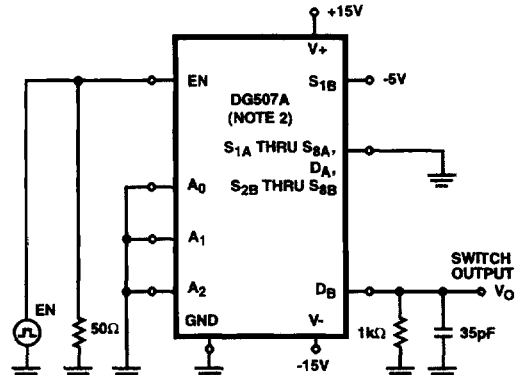 +15V
V+
EN
S1B
-5V
DG507A
(NOTE 2)
S1A THRU S8A,
DA,
S2B THRU S8B
A0
A1
A2
SWITCH
OUTPUT
DB
VO
EN
50Ω
GND
V-
1kΩ
35pF
-15V